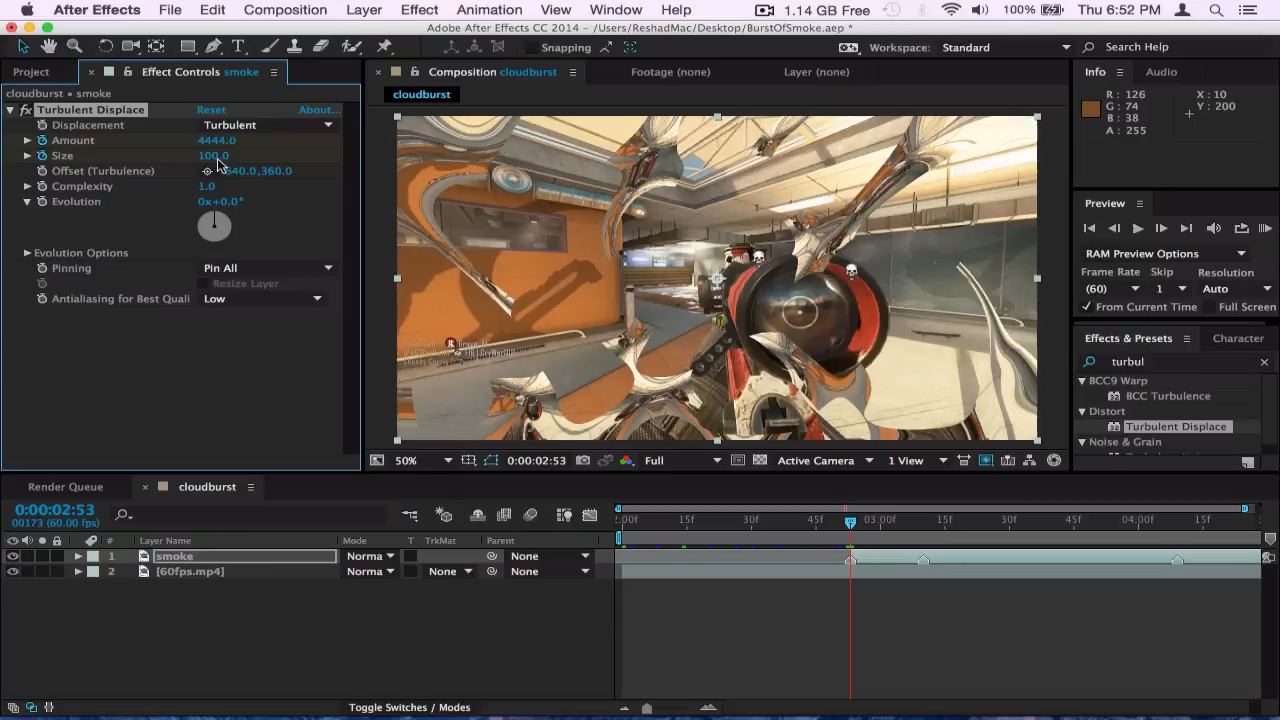 After Effects File Edit Composition Layer Effect Animation View Window Help 1.14 GB Free 100% Thu 6:52 PM
Adobe After Effects CC 2014 - /Users/ReshadMac/Desktop/BurstOfSmoke.aep *
Snapping Workspace: Standard Search Help
Project × Effect Controls smoke × Composition cloudburst Footage (none) Layer (none) Info Audio
cloudburst • smoke
cloudburst
fx Turbulent Displace Reset About...
Displacement Turbulent
Amount 4444.0
Size 100.0
Offset (Turbulence) 640.0,360.0
Complexity 1.0
Evolution 0x+0.0°
Evolution Options
Pinning Pin All
Resize Layer
Antialiasing for Best Quali Low
R : 126 X : 10
G : 74 Y : 200
B : 38
A : 255
Preview
RAM Preview Options
Frame Rate Skip Resolution
(60) 1 Auto
From Current Time Full Screen
Effects & Presets Character
turbul ×
BCC9 Warp
BCC Turbulence
Distort
Turbulent Displace
Noise & Grain
50% 0:00:02:53 Full Active Camera 1 View
Render Queue × cloudburst
0:00:02:53
00173 (60.00 fps)
2:00f 15f 30f 45f 03:00f 15f 30f 45f 04:00f 15f
# Layer Name Mode T TrkMat Parent
1 smoke Norma None
2 [60fps.mp4] Norma None None
Toggle Switches / Modes